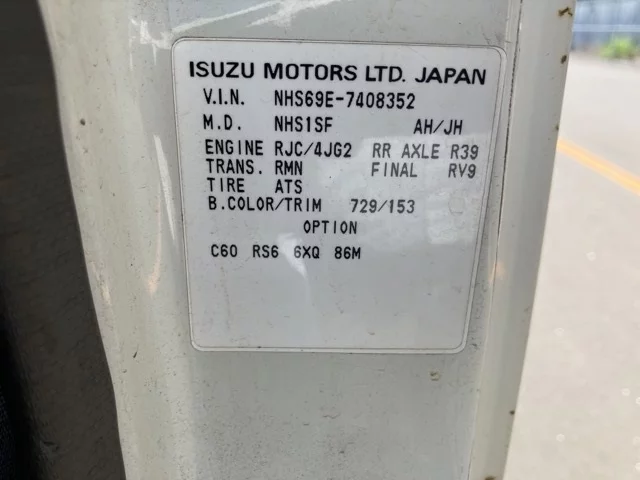 ISUZU MOTORS LTD. JAPAN
V.I.N. NHS69E-7408352
M.D. NHS1SF AH/JH
ENGINE RJC/4JG2 RR AXLE R39
TRANS. RMN FINAL RV9
TIRE ATS
B.COLOR/TRIM 729/153
OPTION
C60 RS6 6XQ 86M